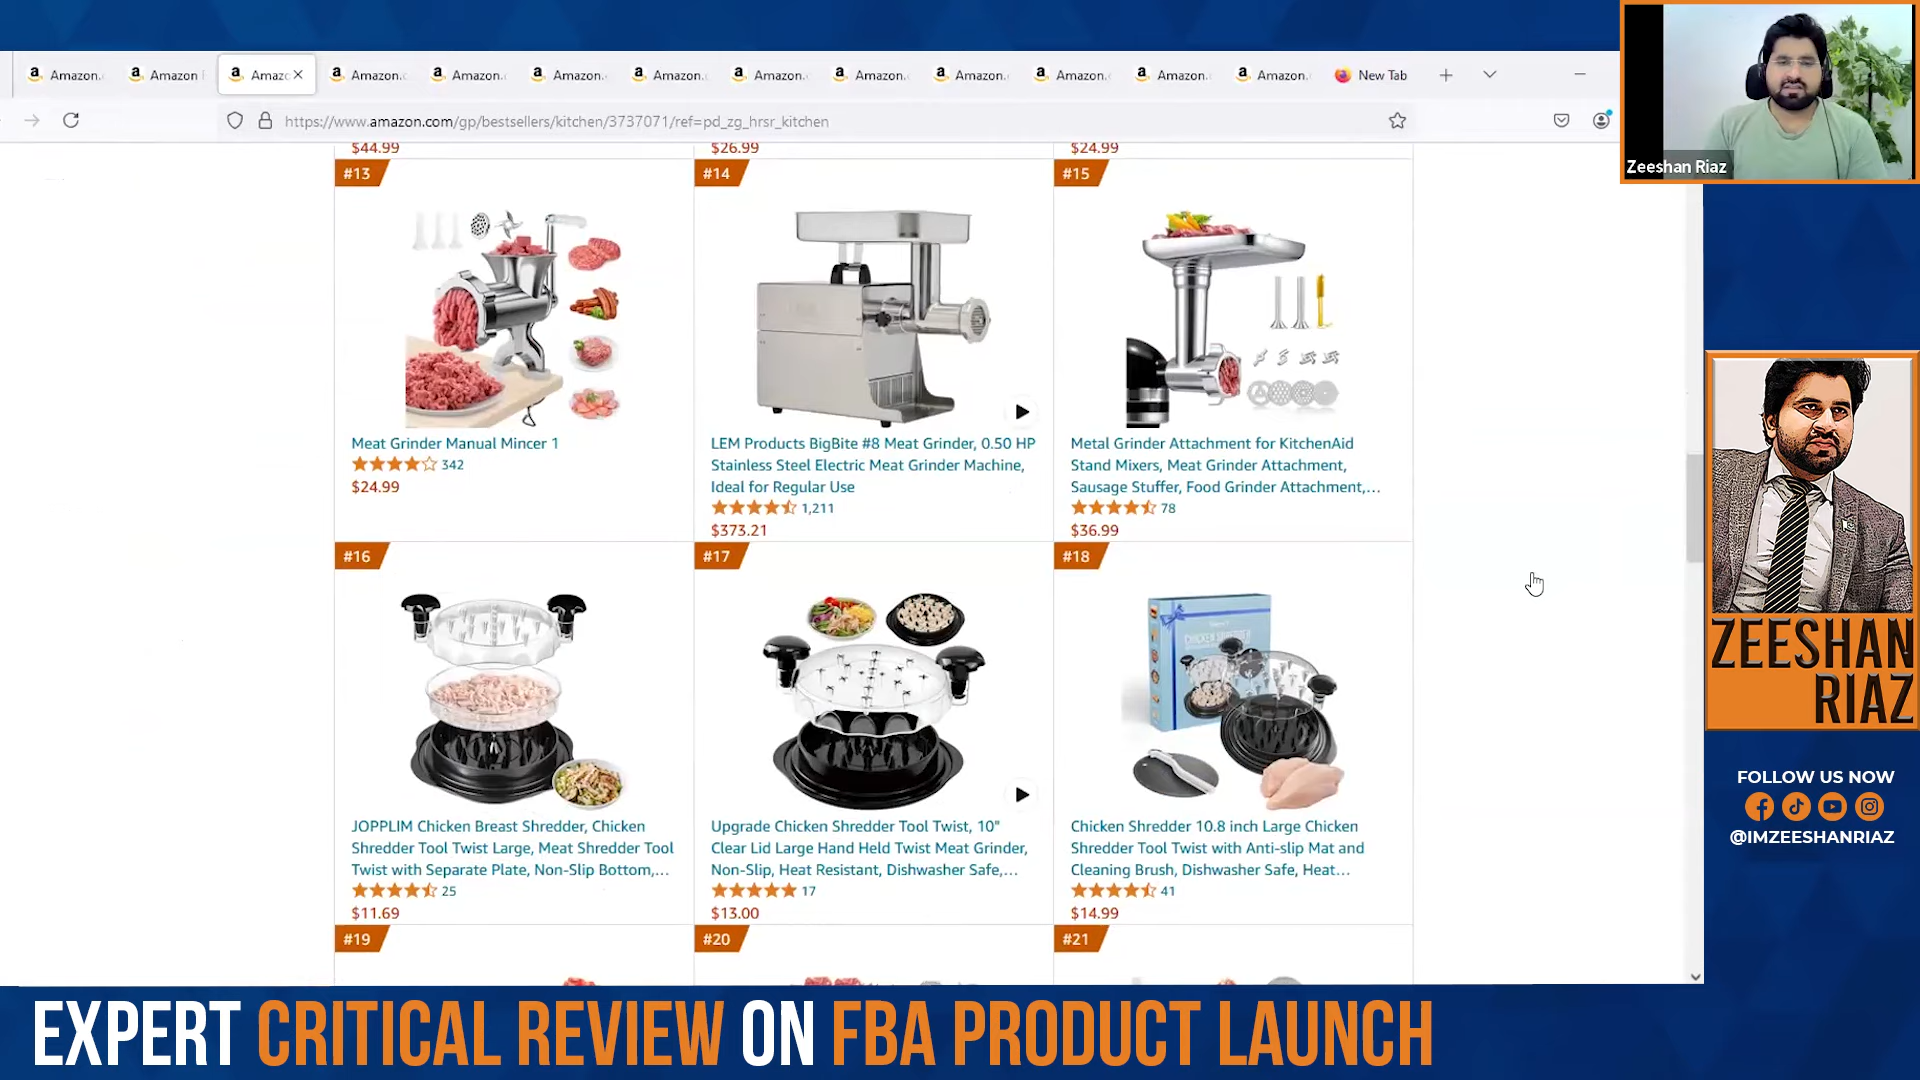 Amazon.
Amazon
Amaz
Amazon.
Amazon.
Amazon.
Amazon.
Amazon.
Amazon.
Amazon.
Amazon.
Amazon.
Amazon.
New Tab
https://www.amazon.com/gp/bestsellers/kitchen/3737071/ref=pd_zg_hrsr_kitchen
Zeeshan Riaz
$44.99
$26.99
$24.99
#13
#14
#15
Meat Grinder Manual Mincer 1
342
$24.99
LEM Products BigBite #8 Meat Grinder, 0.50 HP
Stainless Steel Electric Meat Grinder Machine,
Ideal for Regular Use
1,211
$373.21
Metal Grinder Attachment for KitchenAid
Stand Mixers, Meat Grinder Attachment,
Sausage Stuffer, Food Grinder Attachment,...
78
$36.99
#16
#17
#18
CHICKEN SHREDDER
JOPPLIM Chicken Breast Shredder, Chicken
Shredder Tool Twist Large, Meat Shredder Tool
Twist with Separate Plate, Non-Slip Bottom,...
25
$11.69
Upgrade Chicken Shredder Tool Twist, 10"
Clear Lid Large Hand Held Twist Meat Grinder,
Non-Slip, Heat Resistant, Dishwasher Safe,...
17
$13.00
Chicken Shredder 10.8 inch Large Chicken
Shredder Tool Twist with Anti-slip Mat and
Cleaning Brush, Dishwasher Safe, Heat...
41
$14.99
#19
#20
#21
ZEESHAN
RIAZ
FOLLOW US NOW
@IMZEESHANRIAZ
EXPERT CRITICAL REVIEW ON FBA PRODUCT LAUNCH